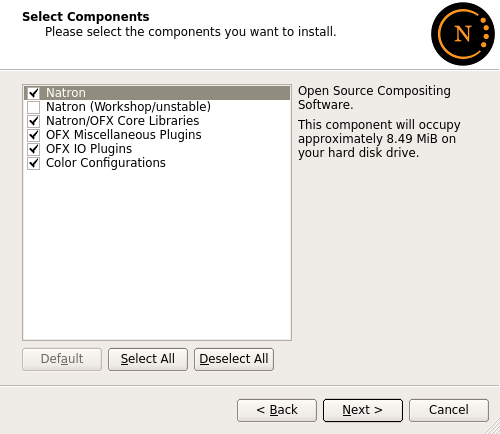 Select Components
Please select the components you want to install.
N
Natron
Natron (Workshop/unstable)
Natron/OFX Core Libraries
OFX Miscellaneous Plugins
OFX IO Plugins
Color Configurations
Open Source Compositing
Software.
This component will occupy
approximately 8.49 MiB on
your hard disk drive.
Default
Select All
Deselect All
< Back
Next >
Cancel